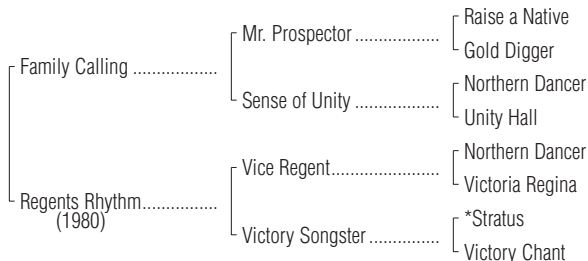 Raise a Native
Mr. Prospector ..................
Gold Digger
Family Calling ..................
Northern Dancer
Sense of Unity ..................
Unity Hall
Northern Dancer
Vice Regent.......................
Victoria Regina
Regents Rhythm................
(1980)
*Stratus
Victory Songster ...............
Victory Chant